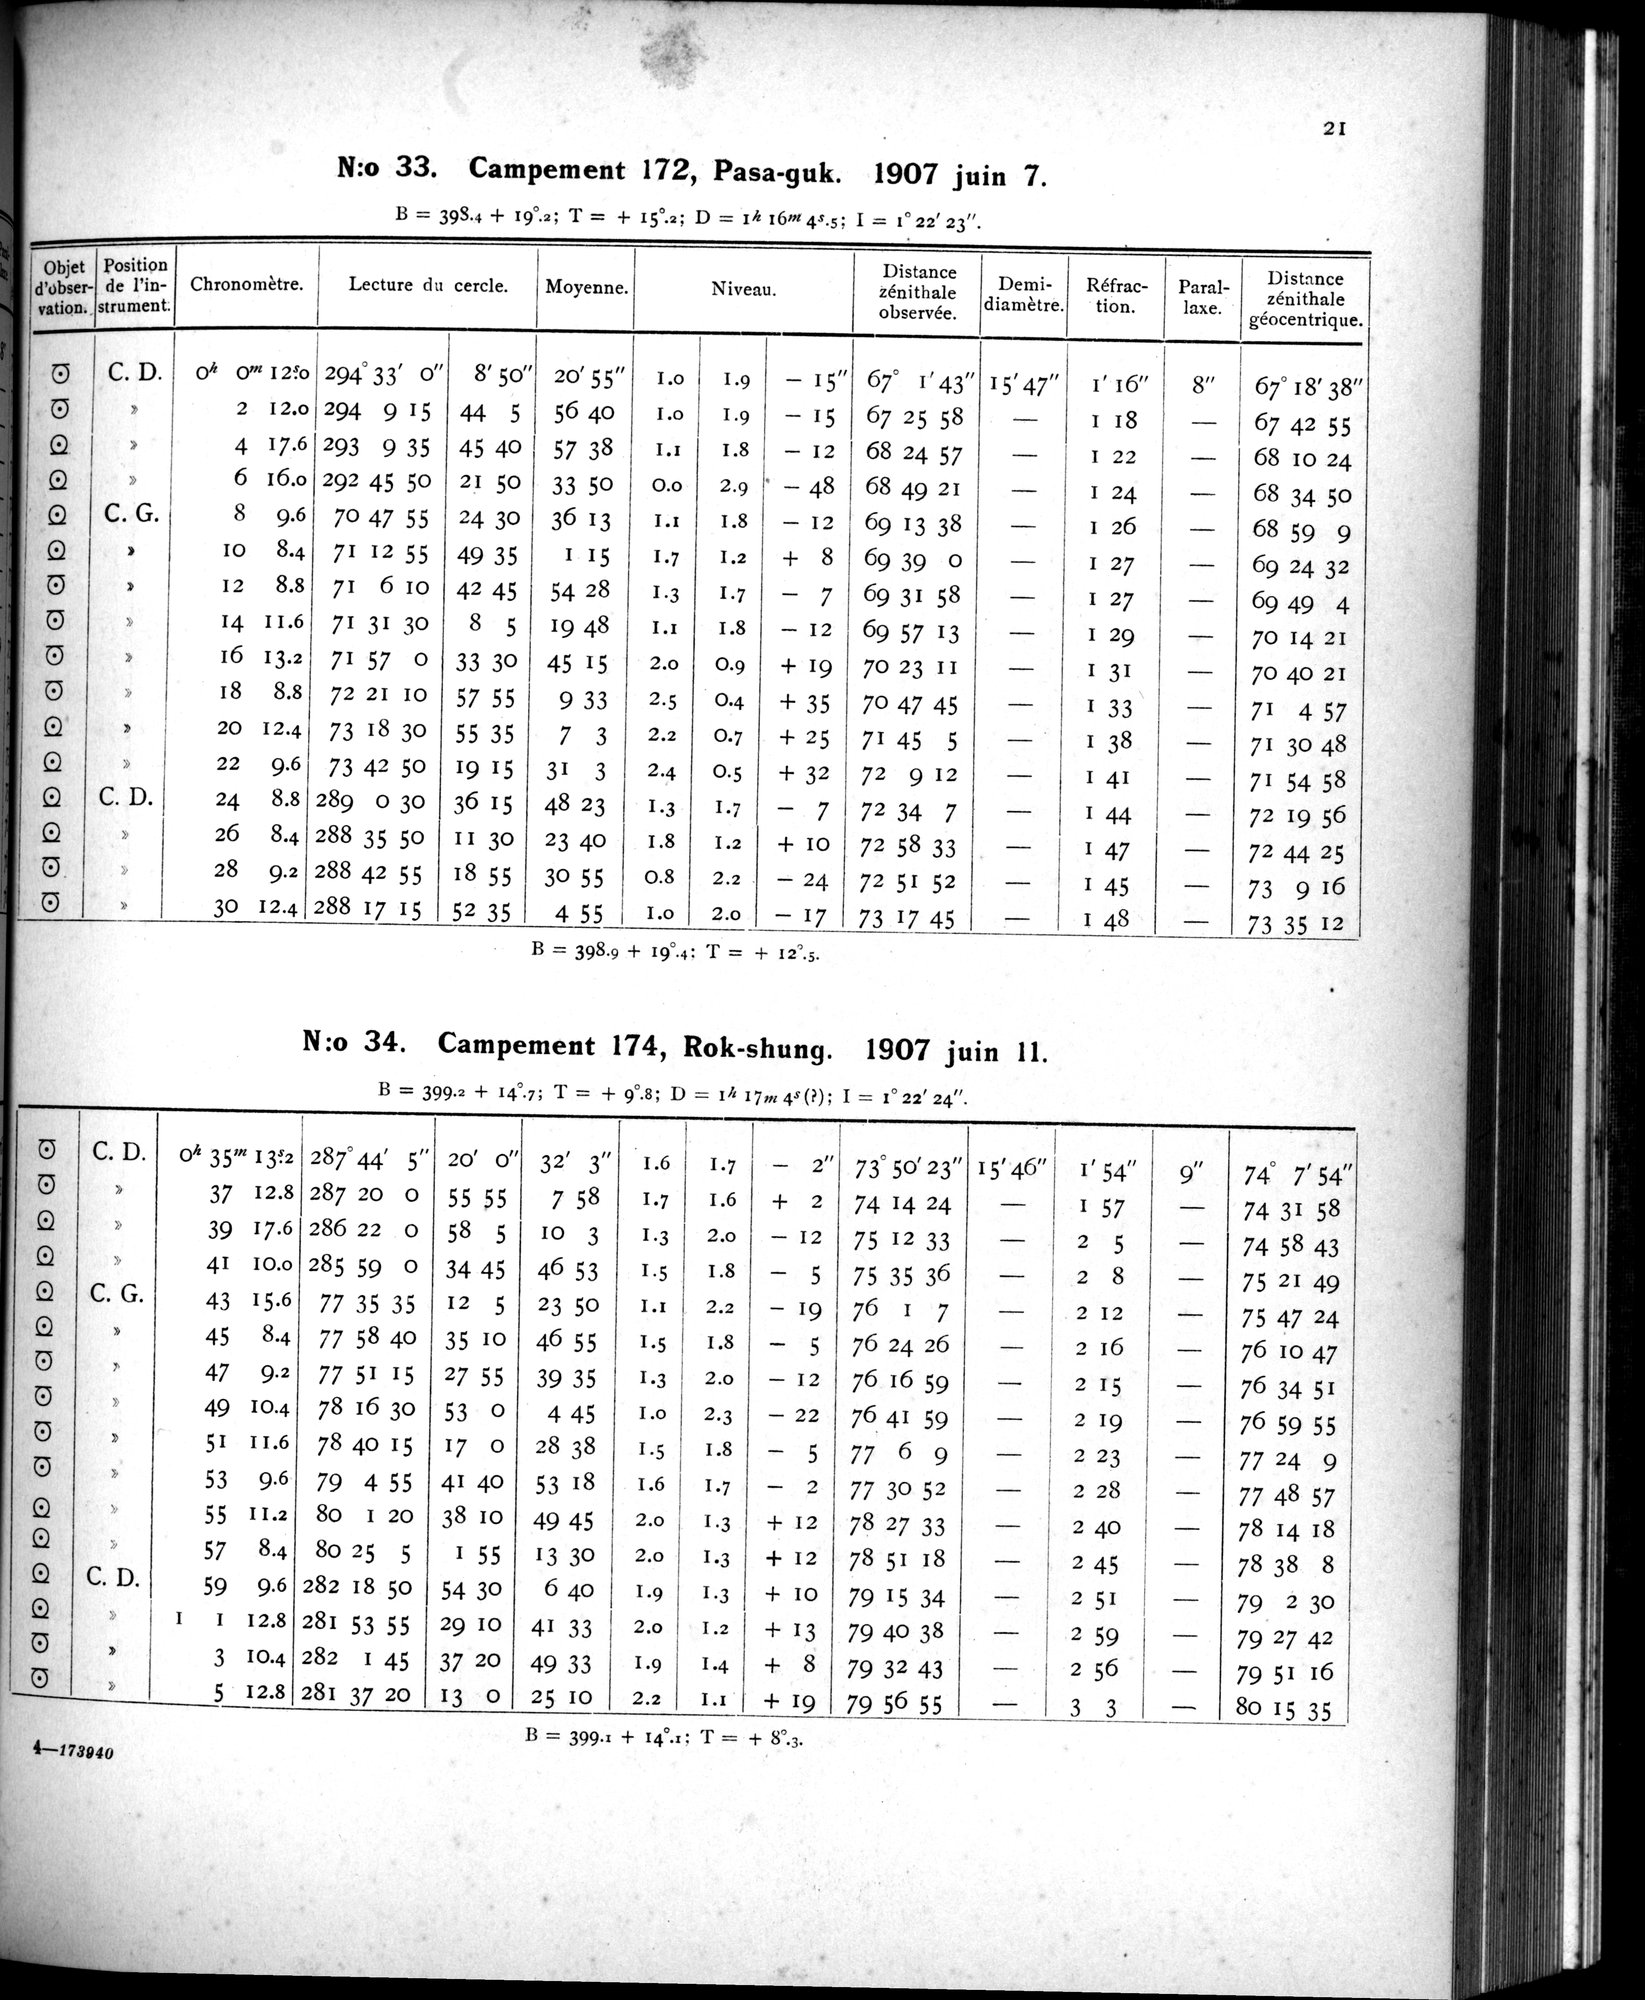 21
N:o 33. Campement 172, Pasa-guk. 1907 juin 7.
B = 398.4 + 19°.2; T = + 15°.2; D = 1h 16m 4s.5; I = 1° 22′ 23″.
Objet d'obser-vation. Position de l'in-strument. Chronomètre. Lecture du cercle. Moyenne. Niveau. Distance zénithale observée. Demi-diamètre. Réfrac-tion. Paral-laxe. Distance zénithale géocentrique.
C. D. 0h 0m 12s.0 294° 33′ 0″ 8′ 50″ 20′ 55″ 1.0 1.9 − 15″ 67° 1′ 43″ 15′ 47″ 1′ 16″ 8″ 67° 18′ 38″
» 2 12.0 294 9 15 44 5 56 40 1.0 1.9 − 15 67 25 58 — 1 18 — 67 42 55
» 4 17.6 293 9 35 45 40 57 38 1.1 1.8 − 12 68 24 57 — 1 22 — 68 10 24
» 6 16.0 292 45 50 21 50 33 50 0.0 2.9 − 48 68 49 21 — 1 24 — 68 34 50
C. G. 8 9.6 70 47 55 24 30 36 13 1.1 1.8 − 12 69 13 38 — 1 26 — 68 59 9
» 10 8.4 71 12 55 49 35 1 15 1.7 1.2 + 8 69 39 0 — 1 27 — 69 24 32
» 12 8.8 71 6 10 42 45 54 28 1.3 1.7 − 7 69 31 58 — 1 27 — 69 49 4
» 14 11.6 71 31 30 8 5 19 48 1.1 1.8 − 12 69 57 13 — 1 29 — 70 14 21
» 16 13.2 71 57 0 33 30 45 15 2.0 0.9 + 19 70 23 11 — 1 31 — 70 40 21
» 18 8.8 72 21 10 57 55 9 33 2.5 0.4 + 35 70 47 45 — 1 33 — 71 4 57
» 20 12.4 73 18 30 55 35 7 3 2.2 0.7 + 25 71 45 5 — 1 38 — 71 30 48
» 22 9.6 73 42 50 19 15 31 3 2.4 0.5 + 32 72 9 12 — 1 41 — 71 54 58
C. D. 24 8.8 289 0 30 36 15 48 23 1.3 1.7 − 7 72 34 7 — 1 44 — 72 19 56
» 26 8.4 288 35 50 11 30 23 40 1.8 1.2 + 10 72 58 33 — 1 47 — 72 44 25
» 28 9.2 288 42 55 18 55 30 55 0.8 2.2 − 24 72 51 52 — 1 45 — 73 9 16
» 30 12.4 288 17 15 52 35 4 55 1.0 2.0 − 17 73 17 45 — 1 48 — 73 35 12
B = 398.9 + 19°.4; T = + 12°.5.
N:o 34. Campement 174, Rok-shung. 1907 juin 11.
B = 399.2 + 14°.7; T = + 9°.8; D = 1h 17m 4s (?); I = 1° 22′ 24″.
C. D. 0h 35m 13s.2 287° 44′ 5″ 20′ 0″ 32′ 3″ 1.6 1.7 − 2″ 73° 50′ 23″ 15′ 46″ 1′ 54″ 9″ 74° 7′ 54″
» 37 12.8 287 20 0 55 55 7 58 1.7 1.6 + 2 74 14 24 — 1 57 — 74 31 58
» 39 17.6 286 22 0 58 5 10 3 1.3 2.0 − 12 75 12 33 — 2 5 — 74 58 43
» 41 10.0 285 59 0 34 45 46 53 1.5 1.8 − 5 75 35 36 — 2 8 — 75 21 49
C. G. 43 15.6 77 35 35 12 5 23 50 1.1 2.2 − 19 76 1 7 — 2 12 — 75 47 24
» 45 8.4 77 58 40 35 10 46 55 1.5 1.8 − 5 76 24 26 — 2 16 — 76 10 47
» 47 9.2 77 51 15 27 55 39 35 1.3 2.0 − 12 76 16 59 — 2 15 — 76 34 51
» 49 10.4 78 16 30 53 0 4 45 1.0 2.3 − 22 76 41 59 — 2 19 — 76 59 55
» 51 11.6 78 40 15 17 0 28 38 1.5 1.8 − 5 77 6 9 — 2 23 — 77 24 9
» 53 9.6 79 4 55 41 40 53 18 1.6 1.7 − 2 77 30 52 — 2 28 — 77 48 57
» 55 11.2 80 1 20 38 10 49 45 2.0 1.3 + 12 78 27 33 — 2 40 — 78 14 18
» 57 8.4 80 25 5 1 55 13 30 2.0 1.3 + 12 78 51 18 — 2 45 — 78 38 8
C. D. 59 9.6 282 18 50 54 30 6 40 1.9 1.3 + 10 79 15 34 — 2 51 — 79 2 30
» 1 1 12.8 281 53 55 29 10 41 33 2.0 1.2 + 13 79 40 38 — 2 59 — 79 27 42
» 3 10.4 282 1 45 37 20 49 33 1.9 1.4 + 8 79 32 43 — 2 56 — 79 51 16
» 5 12.8 281 37 20 13 0 25 10 2.2 1.1 + 19 79 56 55 — 3 3 — 80 15 35
B = 399.1 + 14°.1; T = + 8°.3.
4—173940